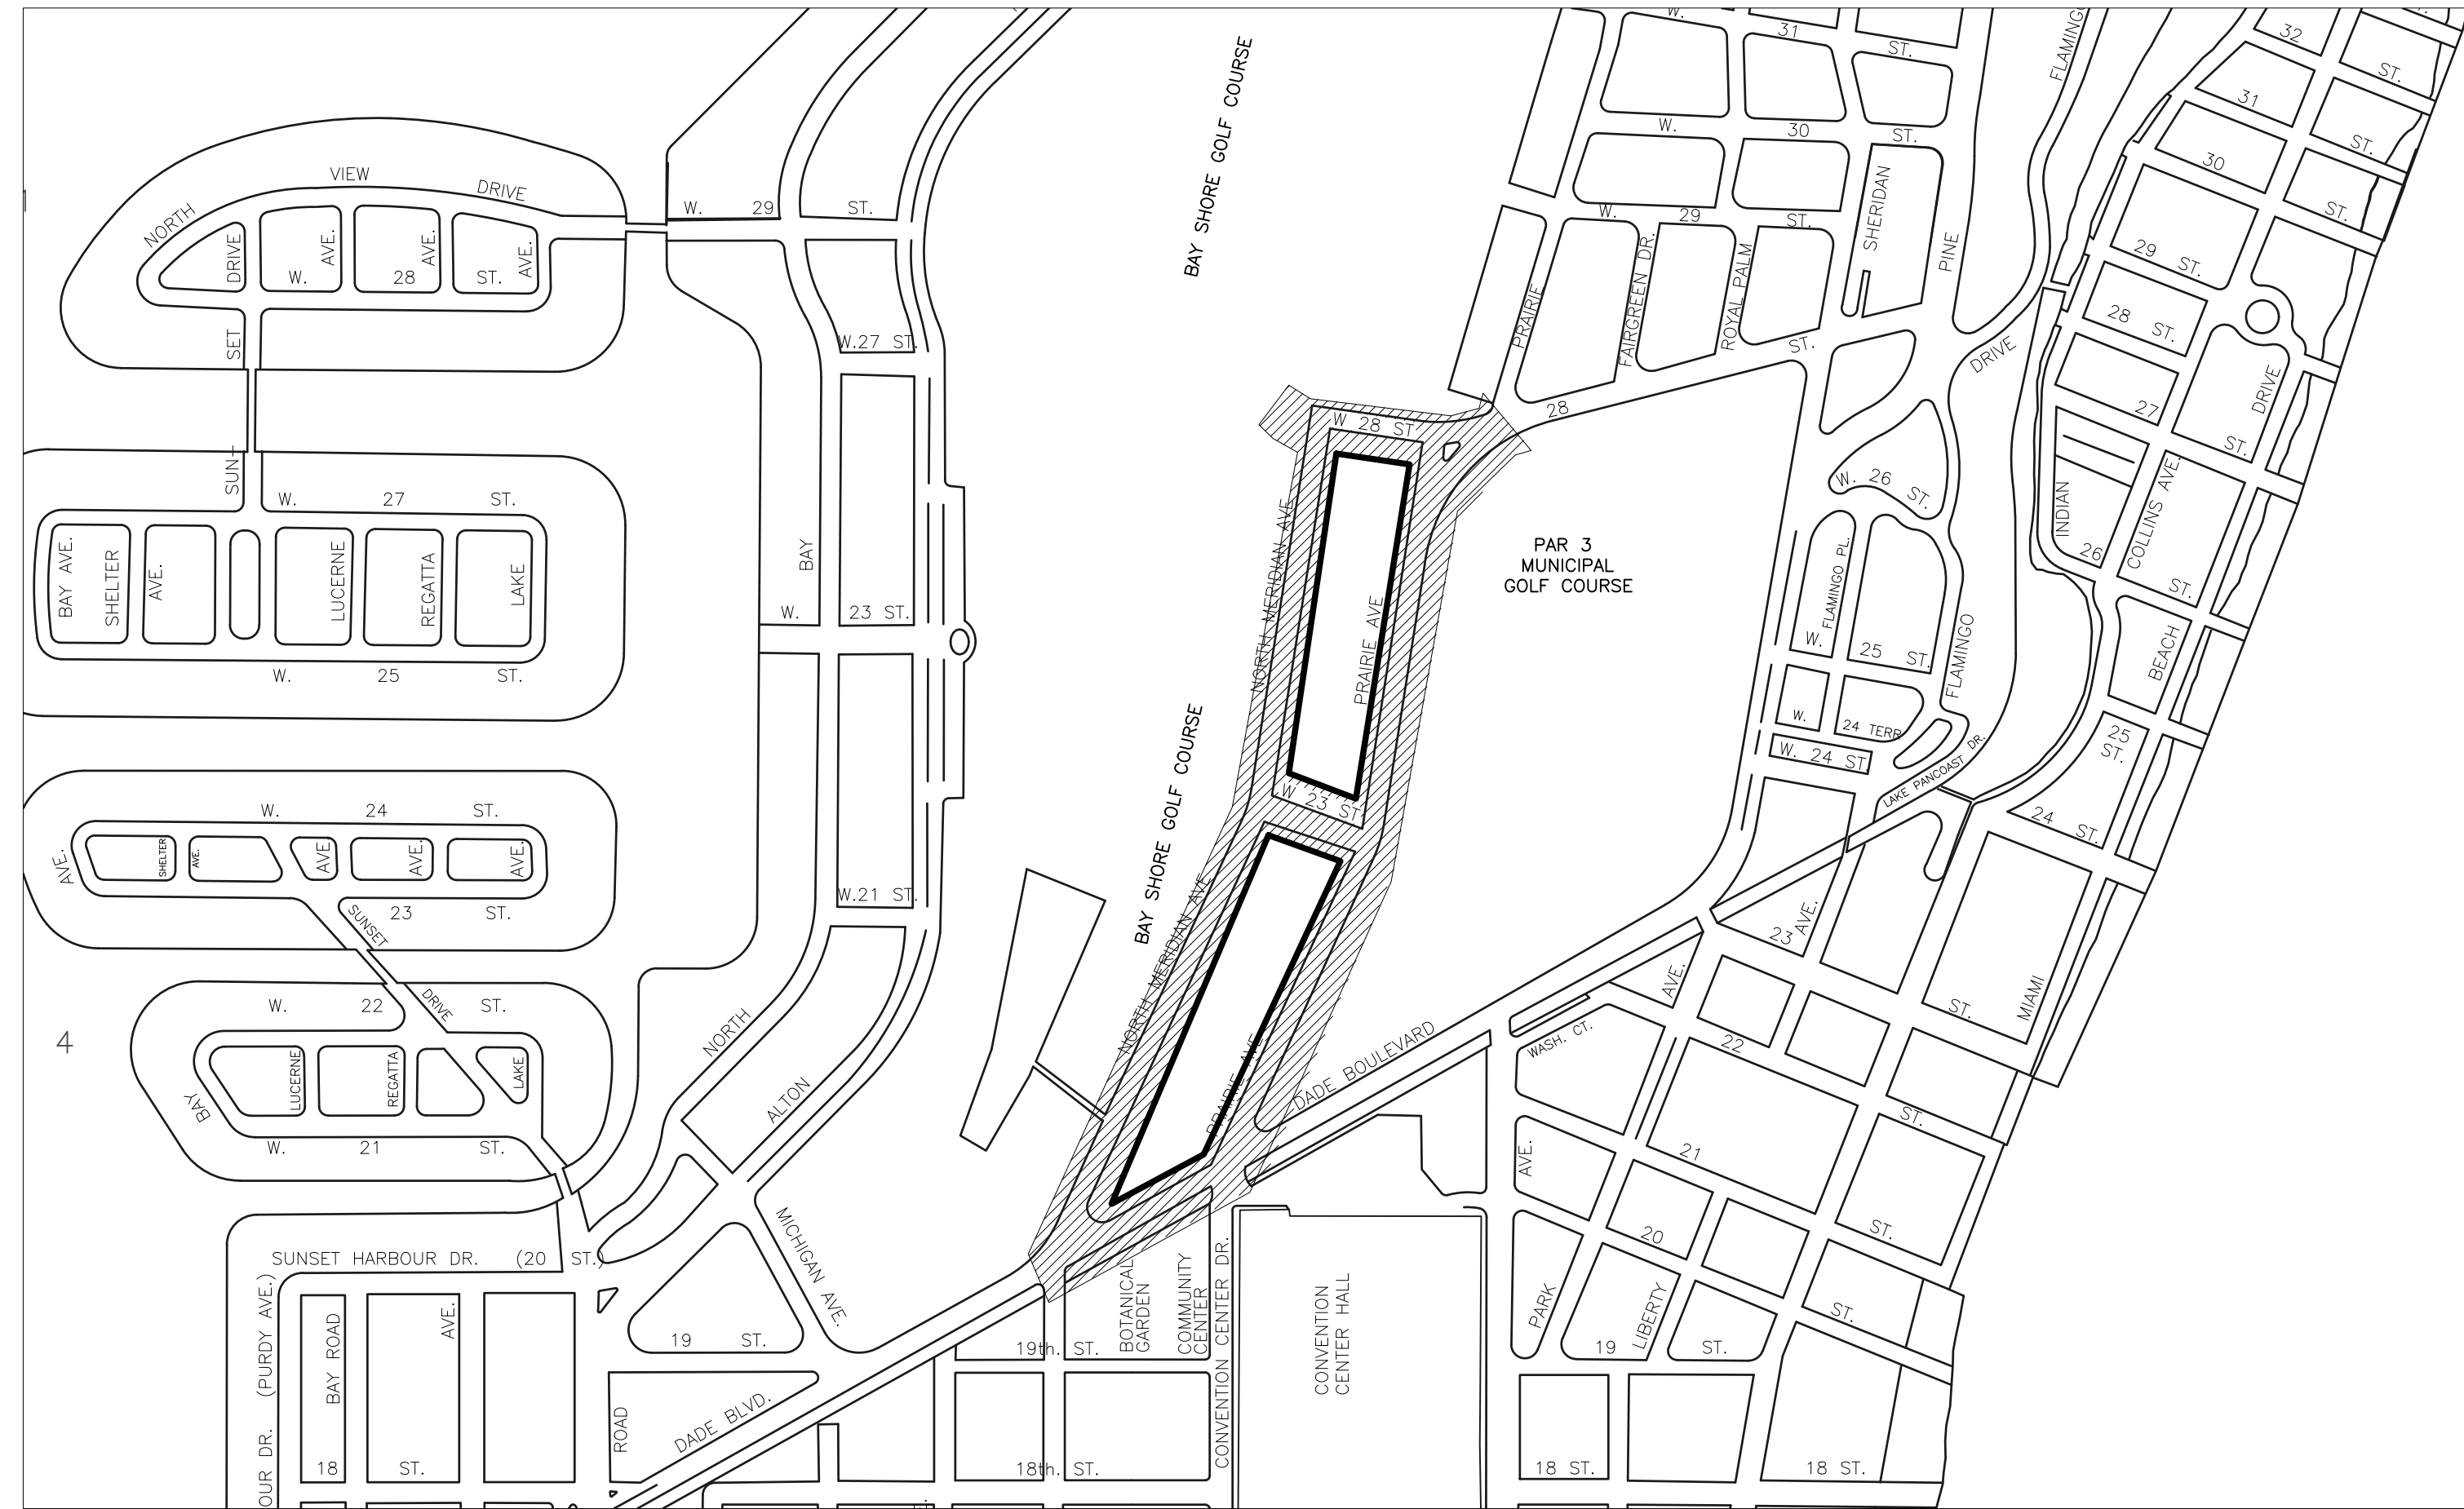 BAY SHORE GOLF COURSE
W.
31
ST.
FLAMINGO
32
ST.
31
ST.
W.
30
ST.
30
ST.
NORTH
VIEW
DRIVE
DRIVE
AVE.
AVE.
AVE.
W.
28
ST.
W.
29
ST.
W.
29
ST.
SHERIDAN
PINE
29
ST.
28
ST.
SET
W.27 ST.
PRAIRIE
FAIRGREEN DR.
ROYAL PALM
28
ST.
DRIVE
27
ST.
DRIVE
W 28 ST
SUN
W.
27
ST.
W. 26 ST.
INDIAN
COLLINS AVE.
26
ST.
BAY AVE.
SHELTER
AVE.
LUCERNE
REGATTA
LAKE
BAY
NORTH MERIDIAN AVE
PRAIRIE AVE
PAR 3
MUNICIPAL
GOLF COURSE
FLAMINGO PL.
W.
23 ST.
W.
25
ST.
FLAMINGO
BEACH
W.
25
ST.
W.
24 TERR
W. 24 ST.
LAKE PANCOAST DR.
25
ST.
BAY SHORE GOLF COURSE
W 23 ST
W.
24
ST.
24
ST.
AVE.
SHELTER
AVE.
AVE
AVE.
AVE.
W.21 ST.
SUNSET
23
ST.
NORTH MERIDIAN AVE
23
AVE.
AVE.
ST.
MIAMI
W.
22
ST.
DRIVE
NORTH
4
LUCERNE
REGATTA
LAKE
BAY
ALTON
PRAIRIE AVE
DADE BOULEVARD
WASH. CT.
22
ST.
W.
21
ST.
AVE.
21
ST.
MICHIGAN AVE.
20
SUNSET HARBOUR DR.
(20
ST.)
OUR DR.
(PURDY AVE.)
BAY ROAD
AVE.
19
ST.
BOTANICAL
GARDEN
COMMUNITY
CENTER
CONVENTION CENTER DR.
CONVENTION
CENTER HALL
PARK
LIBERTY
ST.
19
ST.
19th.
ST.
ROAD
DADE BLVD.
18
ST.
18th.
ST.
18 ST.
18 ST.